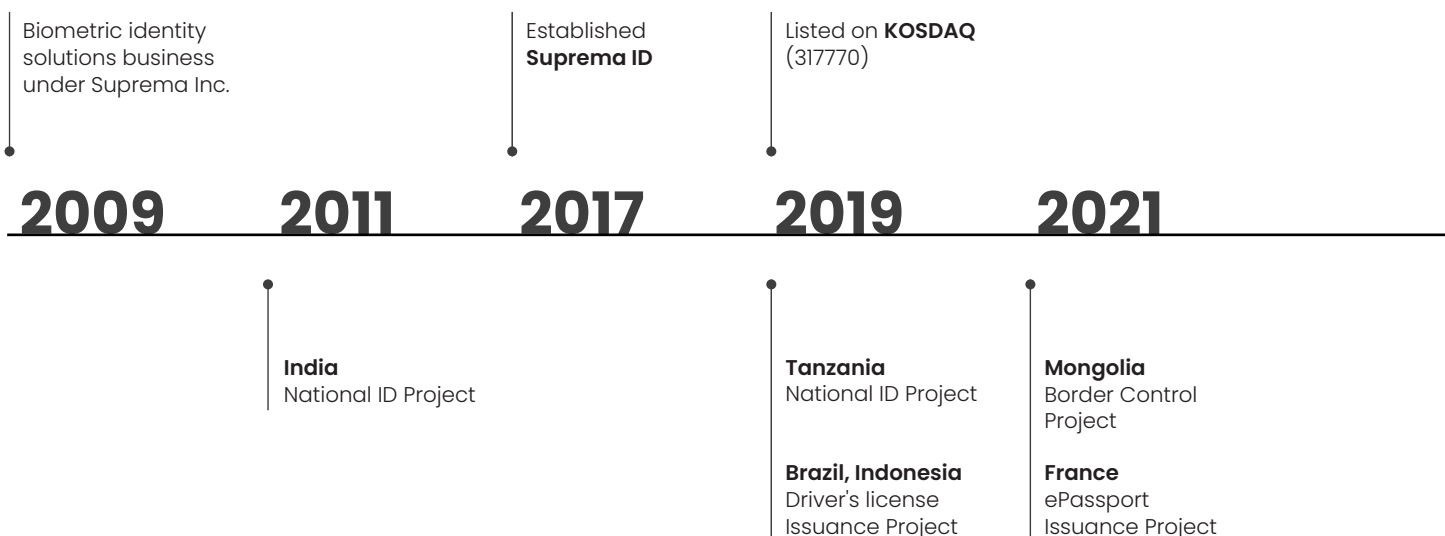 Biometric identity
solutions business
under Suprema Inc.
Established
Suprema ID
Listed on KOSDAQ
(317770)
2009
2011
2017
2019
2021
India
National ID Project
Tanzania
National ID Project
Brazil, Indonesia
Driver's license
Issuance Project
Mongolia
Border Control
Project
France
ePassport
Issuance Project